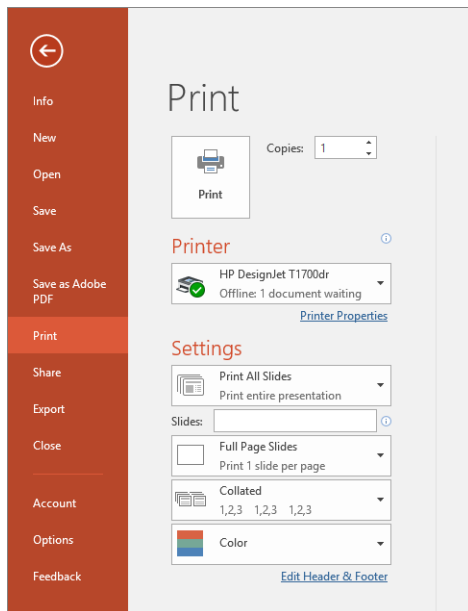 Info
New
Open
Save
Save As
Save as Adobe
PDF
Print
Share
Export
Close
Account
Options
Feedback
Print
Print
Copies: 1
Printer
HP DesignJet T1700dr
Offline: 1 document waiting
Printer Properties
Settings
Print All Slides
Print entire presentation
Slides:
Full Page Slides
Print 1 slide per page
Collated
1,2,3 1,2,3 1,2,3
Color
Edit Header & Footer